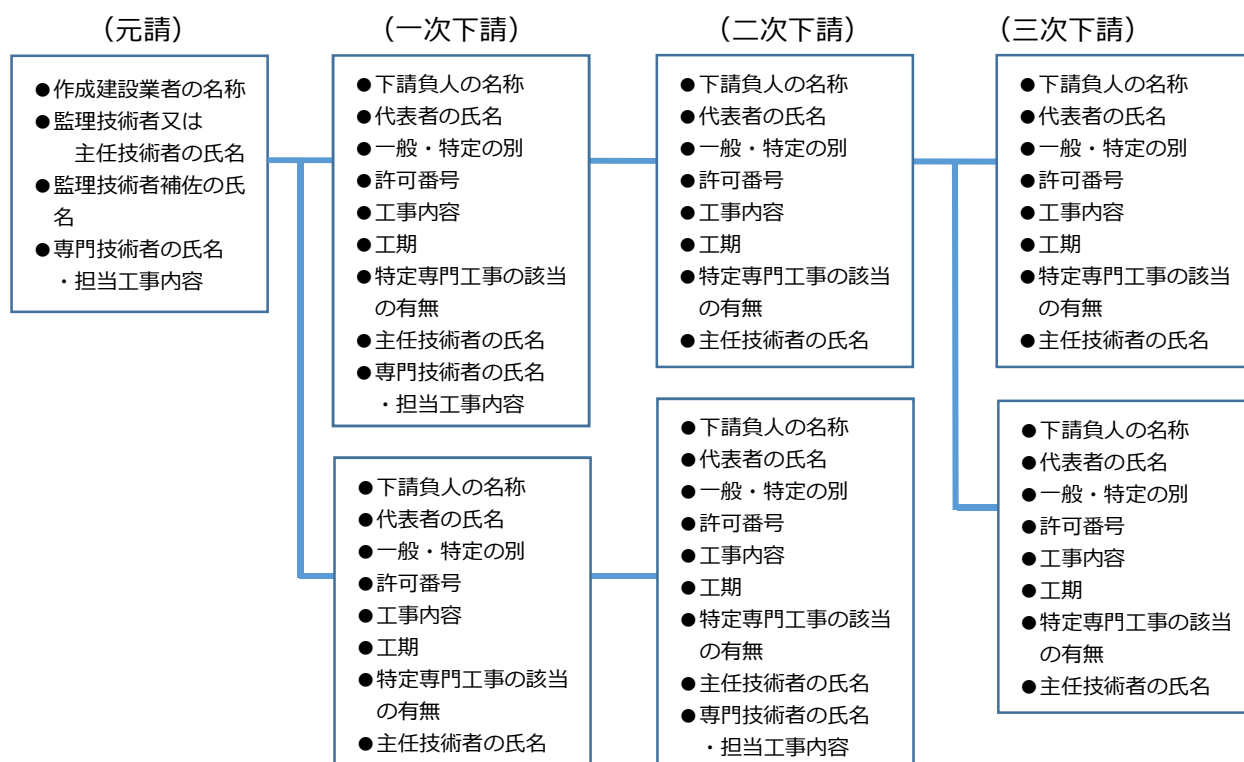 （元請）
●作成建設業者の名称
●監理技術者又は
主任技術者の氏名
●監理技術者補佐の氏
名
●専門技術者の氏名
・担当工事内容
（一次下請）
●下請負人の名称
●代表者の氏名
●一般・特定の別
●許可番号
●工事内容
●工期
●特定専門工事の該当
の有無
●主任技術者の氏名
●専門技術者の氏名
・担当工事内容
●下請負人の名称
●代表者の氏名
●一般・特定の別
●許可番号
●工事内容
●工期
●特定専門工事の該当
の有無
●主任技術者の氏名
（二次下請）
●下請負人の名称
●代表者の氏名
●一般・特定の別
●許可番号
●工事内容
●工期
●特定専門工事の該当
の有無
●主任技術者の氏名
●下請負人の名称
●代表者の氏名
●一般・特定の別
●許可番号
●工事内容
●工期
●特定専門工事の該当
の有無
●主任技術者の氏名
●専門技術者の氏名
・担当工事内容
（三次下請）
●下請負人の名称
●代表者の氏名
●一般・特定の別
●許可番号
●工事内容
●工期
●特定専門工事の該当
の有無
●主任技術者の氏名
●下請負人の名称
●代表者の氏名
●一般・特定の別
●許可番号
●工事内容
●工期
●特定専門工事の該当
の有無
●主任技術者の氏名